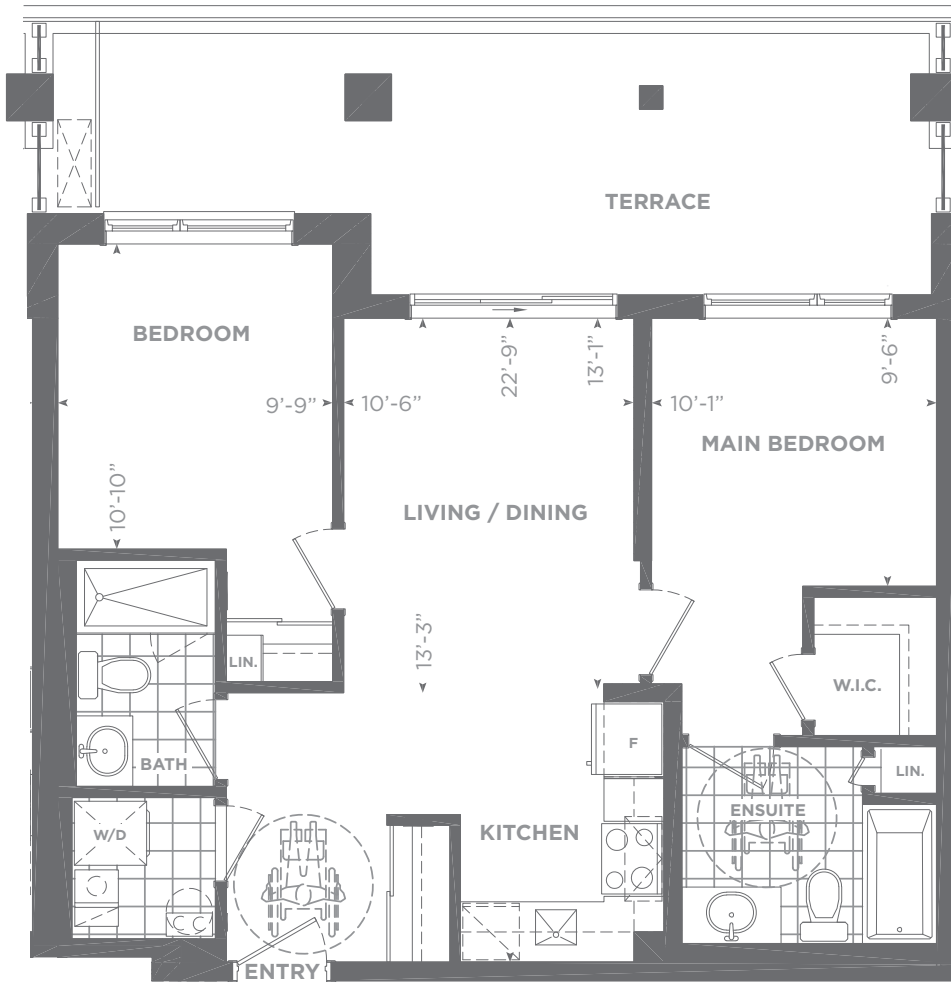 TERRACE
BEDROOM
22'-9"
13'-1"
9'-6"
9'-9"
10'-6"
10'-1"
MAIN BEDROOM
10'-10"
LIVING / DINING
13'-3"
LIN.
W.I.C.
F
BATH
LIN.
ENSUITE
W/D
KITCHEN
ENTRY